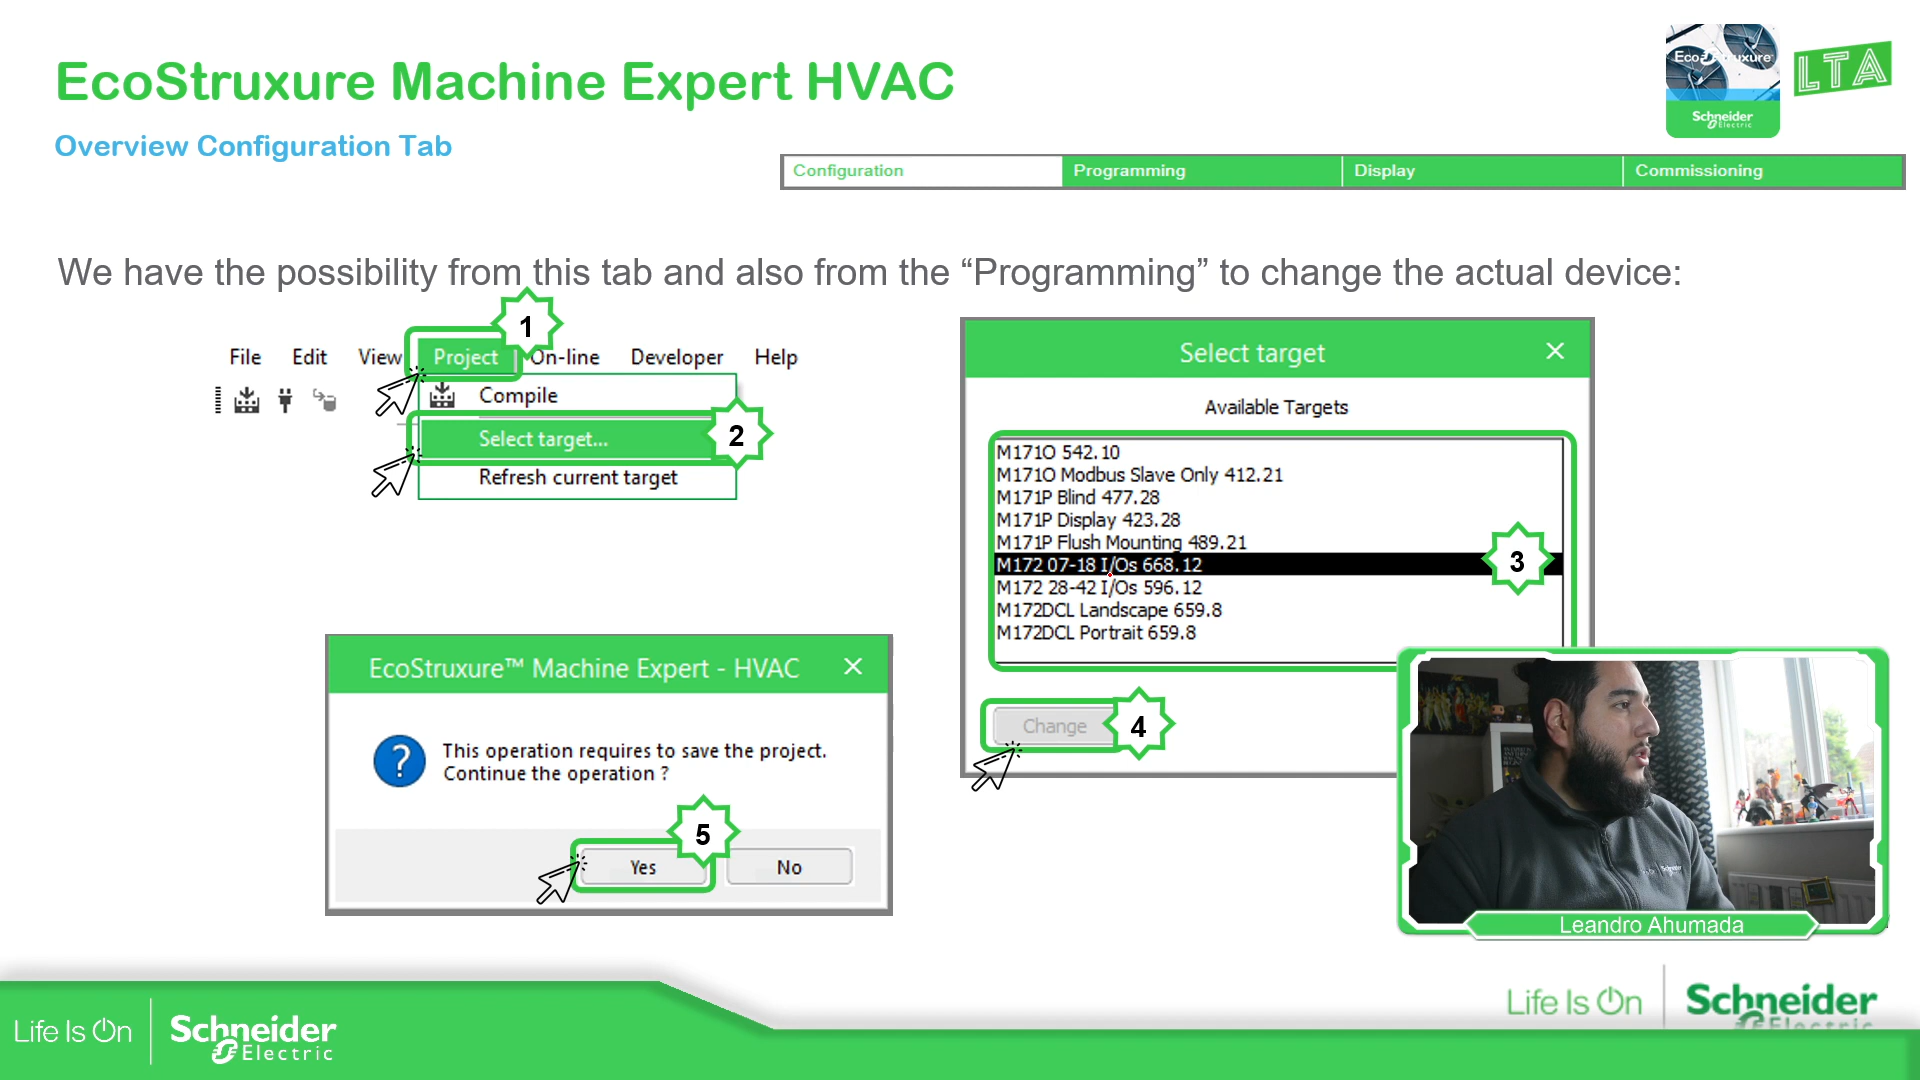 EcoStruxure Machine Expert HVAC
Overview Configuration Tab
LTA
Schneider
Electric
Configuration
Programming
Display
Commissioning
We have the possibility from this tab and also from the “Programming” to change the actual device:
1
File Edit View Project On-line Developer Help
Compile
Select target...
2
Refresh current target
Select target
Available Targets
M171O 542.10
M171O Modbus Slave Only 412.21
M171P Blind 477.28
M171P Display 423.28
M171P Flush Mounting 489.21
M172 07-18 I/Os 668.12
3
M172 28-42 I/Os 596.12
M172DCL Landscape 659.8
M172DCL Portrait 659.8
Change
4
EcoStruxure™ Machine Expert - HVAC
?
This operation requires to save the project.
Continue the operation ?
5
Yes
No
Leandro Ahumada
Life Is On
Schneider
Electric
Life Is On
Schneider
Electric